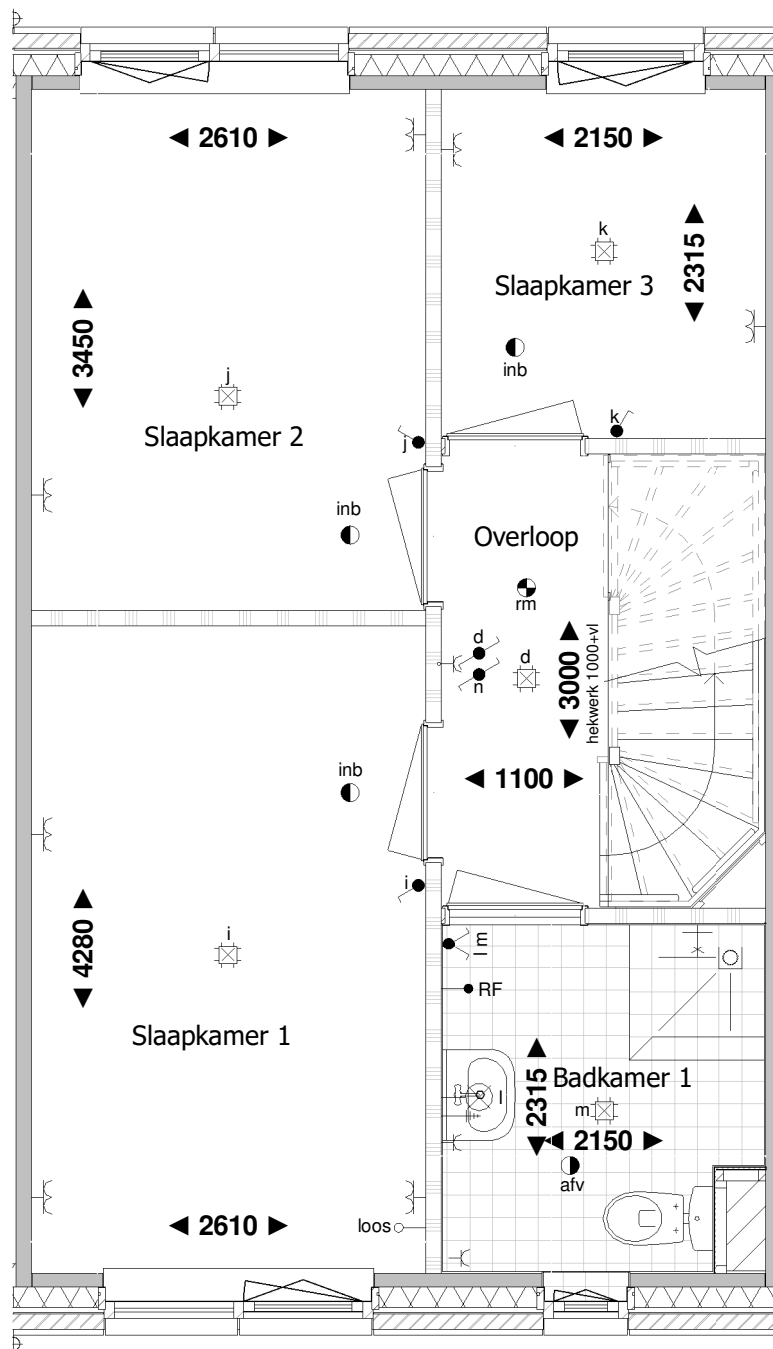 ◄ 2610 ►
◄ 2150 ►
k
◄ 2315 ►
Slaapkamer 3
◄ 3450 ►
inb
j
k
Slaapkamer 2
j
inb
Overloop
rm
d
d
n
◄ 3000 ►
hekwerk 1000+vl
inb
◄ 1100 ►
i
◄ 4280 ►
i
l m
RF
Slaapkamer 1
◄ 2315 ►
Badkamer 1
l
m
◄ 2150 ►
afv
◄ 2610 ►
loos